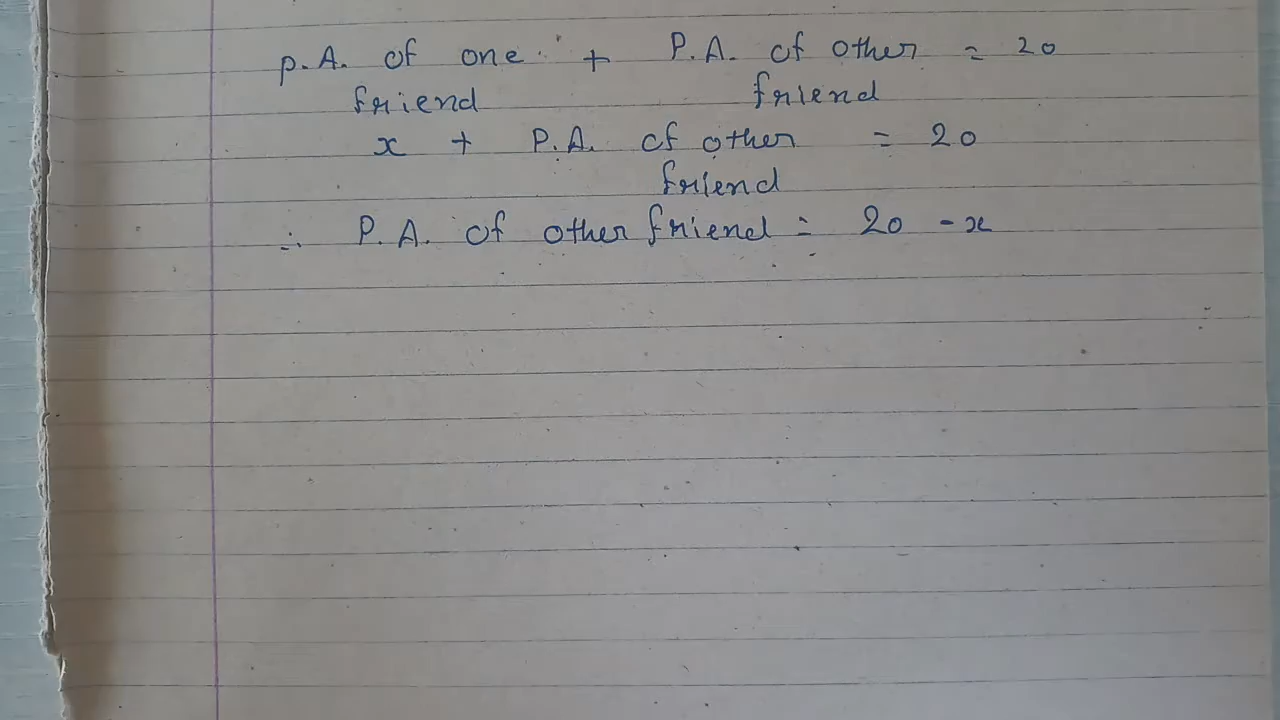 P.A. of one + P.A. of other = 20
friend friend
x + P.A. of other = 20
friend
∴ P.A. of other friend = 20 - x